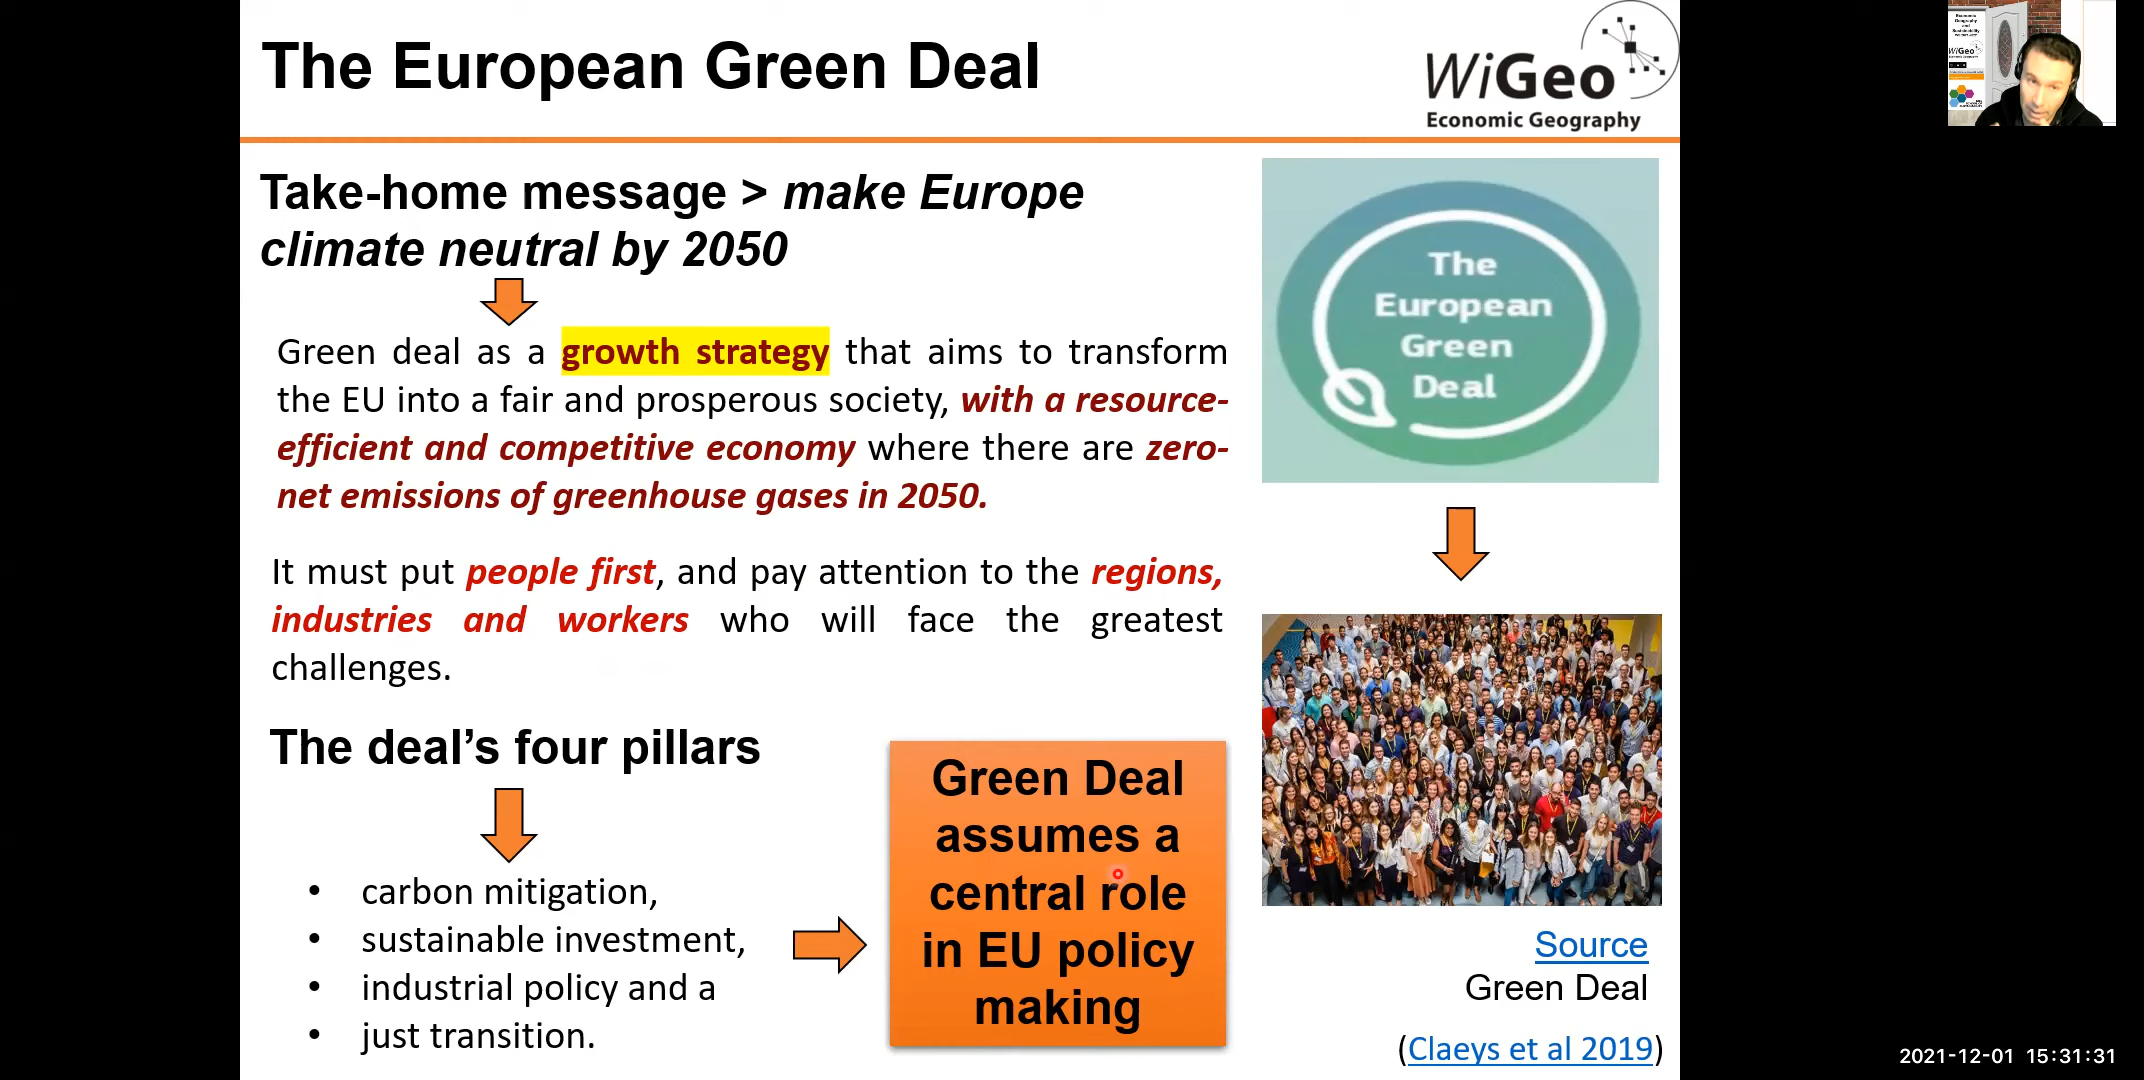 The European Green Deal
WiGeo
Economic Geography
Take-home message > make Europe
climate neutral by 2050
Green deal as a growth strategy that aims to transform
the EU into a fair and prosperous society, with a resource-
efficient and competitive economy where there are zero-
net emissions of greenhouse gases in 2050.
It must put people first, and pay attention to the regions,
industries and workers who will face the greatest
challenges.
The deal’s four pillars
• carbon mitigation,
• sustainable investment,
• industrial policy and a
• just transition.
Green Deal
assumes a
central role
in EU policy
making
The
European
Green
Deal
Source
Green Deal
(Claeys et al 2019)
Economic
Geography
and
Sustainability
WiGeo
2021-12-01 15:31:31